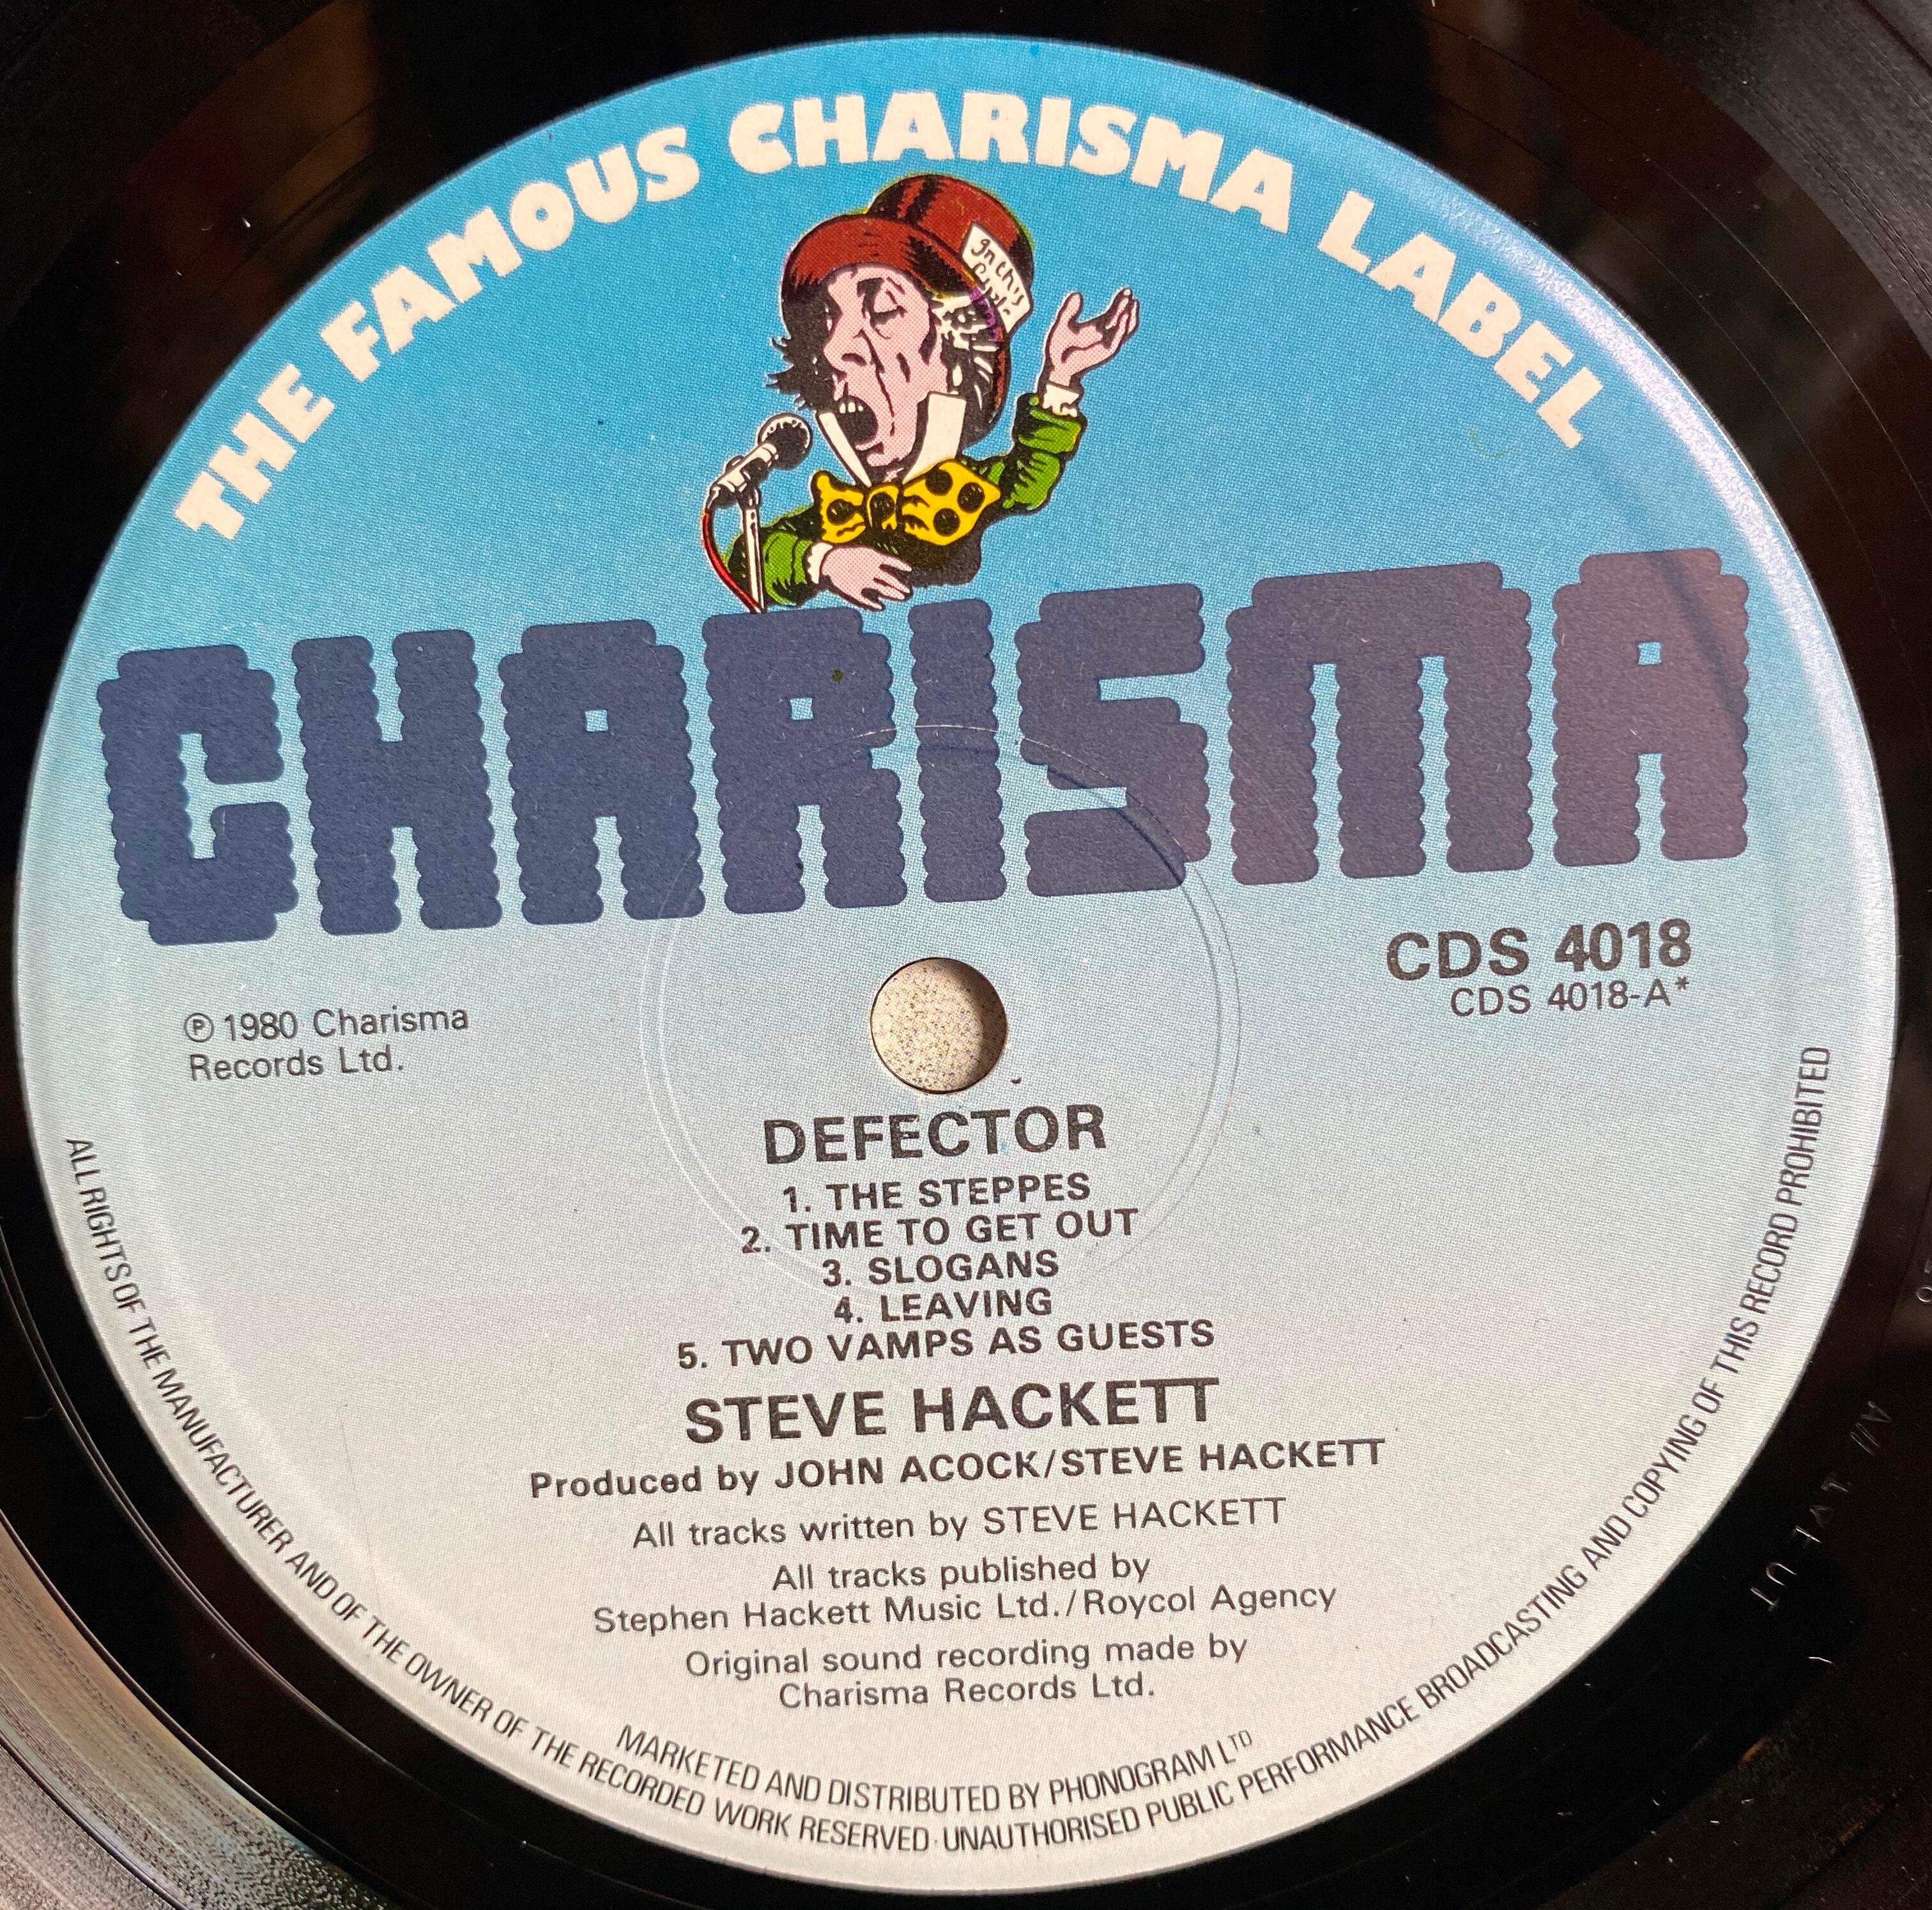 THE FAMOUS CHARISMA LABEL
In this
CHARISMA
CDS 4018
CDS 4018-A*
℗ 1980 Charisma
Records Ltd.
DEFECTOR
1. THE STEPPES
2. TIME TO GET OUT
3. SLOGANS
4. LEAVING
5. TWO VAMPS AS GUESTS
STEVE HACKETT
Produced by JOHN ACOCK/STEVE HACKETT
All tracks written by STEVE HACKETT
All tracks published by
Stephen Hackett Music Ltd./Roycol Agency
Original sound recording made by
Charisma Records Ltd.
MARKETED AND DISTRIBUTED BY PHONOGRAM LTD
ALL RIGHTS OF THE MANUFACTURER AND OF THE OWNER OF THE RECORDED WORK RESERVED · UNAUTHORISED PUBLIC PERFORMANCE BROADCASTING AND COPYING OF THIS RECORD PROHIBITED